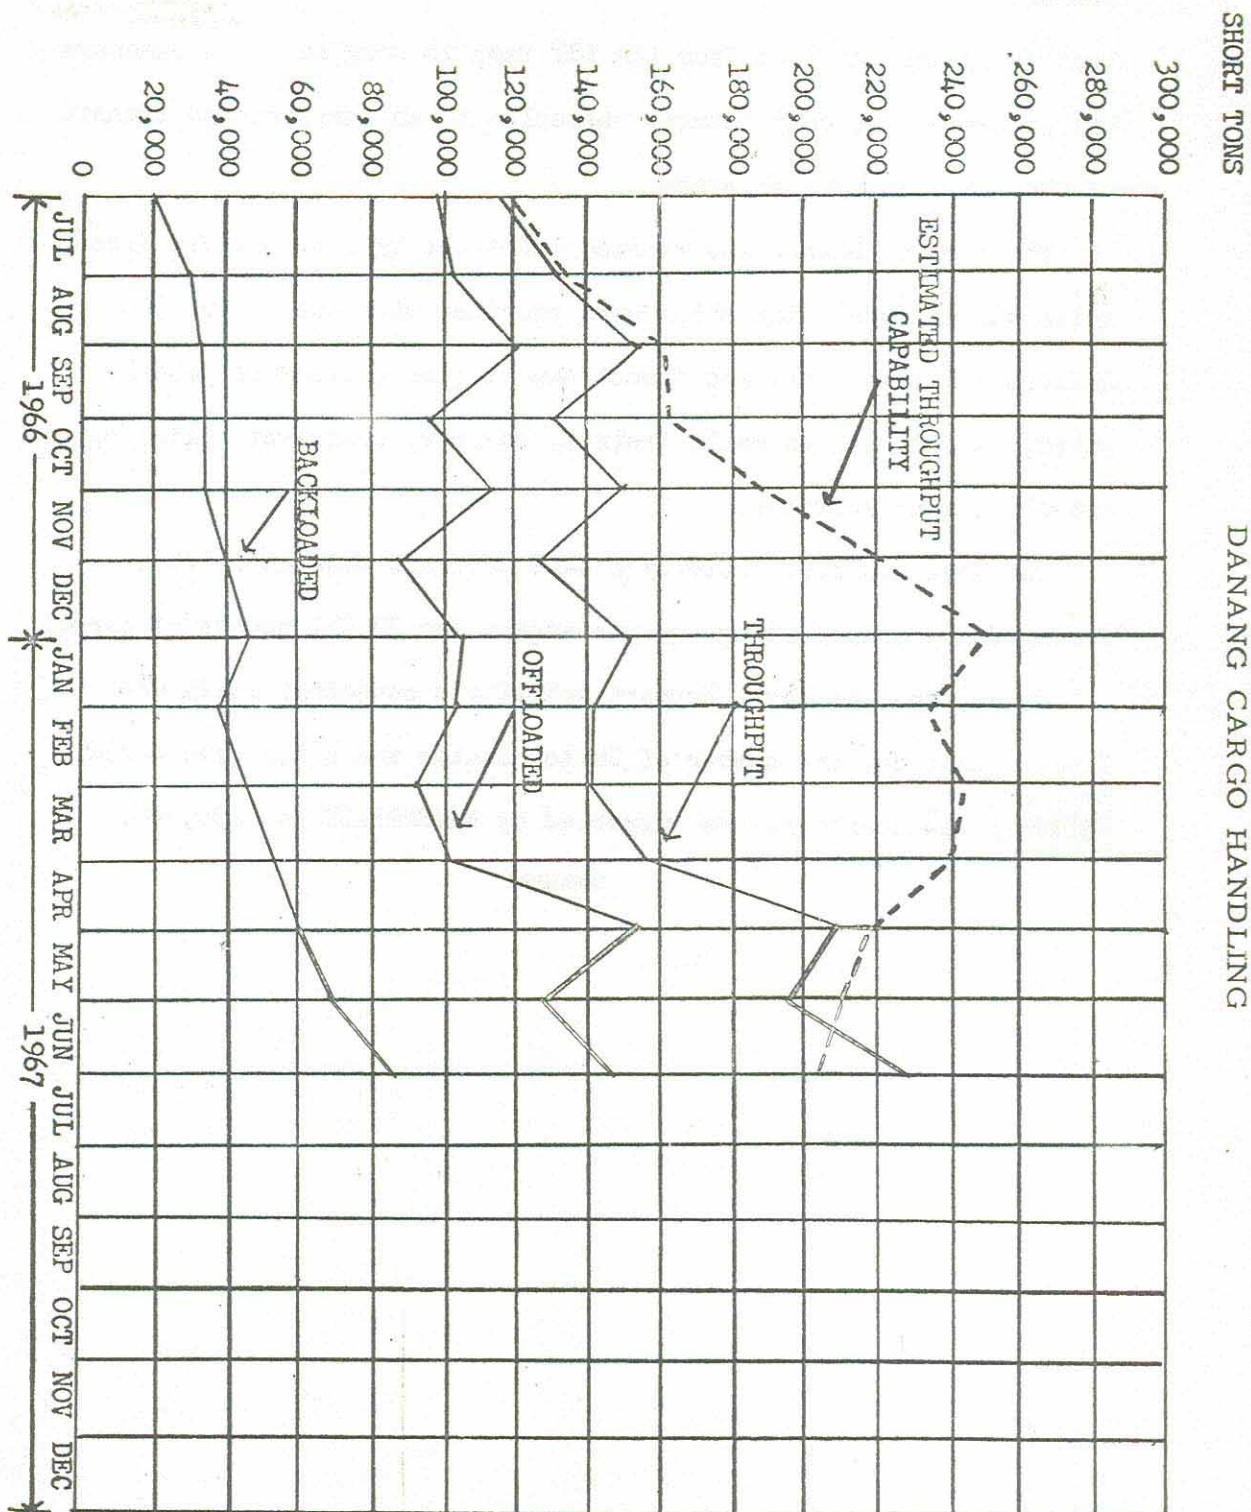 DANANG CARGO HANDLING
SHORT TONS
300,000
280,000
.260,000
240,000
.220,000
200,000
180,000
160,000
140,000
120,000
100,000
80,000
60,000
40,000
20,000
0
ESTIMATED THROUGHPUT
CAPABILITY
THROUGHPUT
OFFLOADED
BACKLOADED
JUL AUG SEP OCT NOV DEC JAN FEB MAR APR MAY JUN JUL AUG SEP OCT NOV DEC
1966 1967